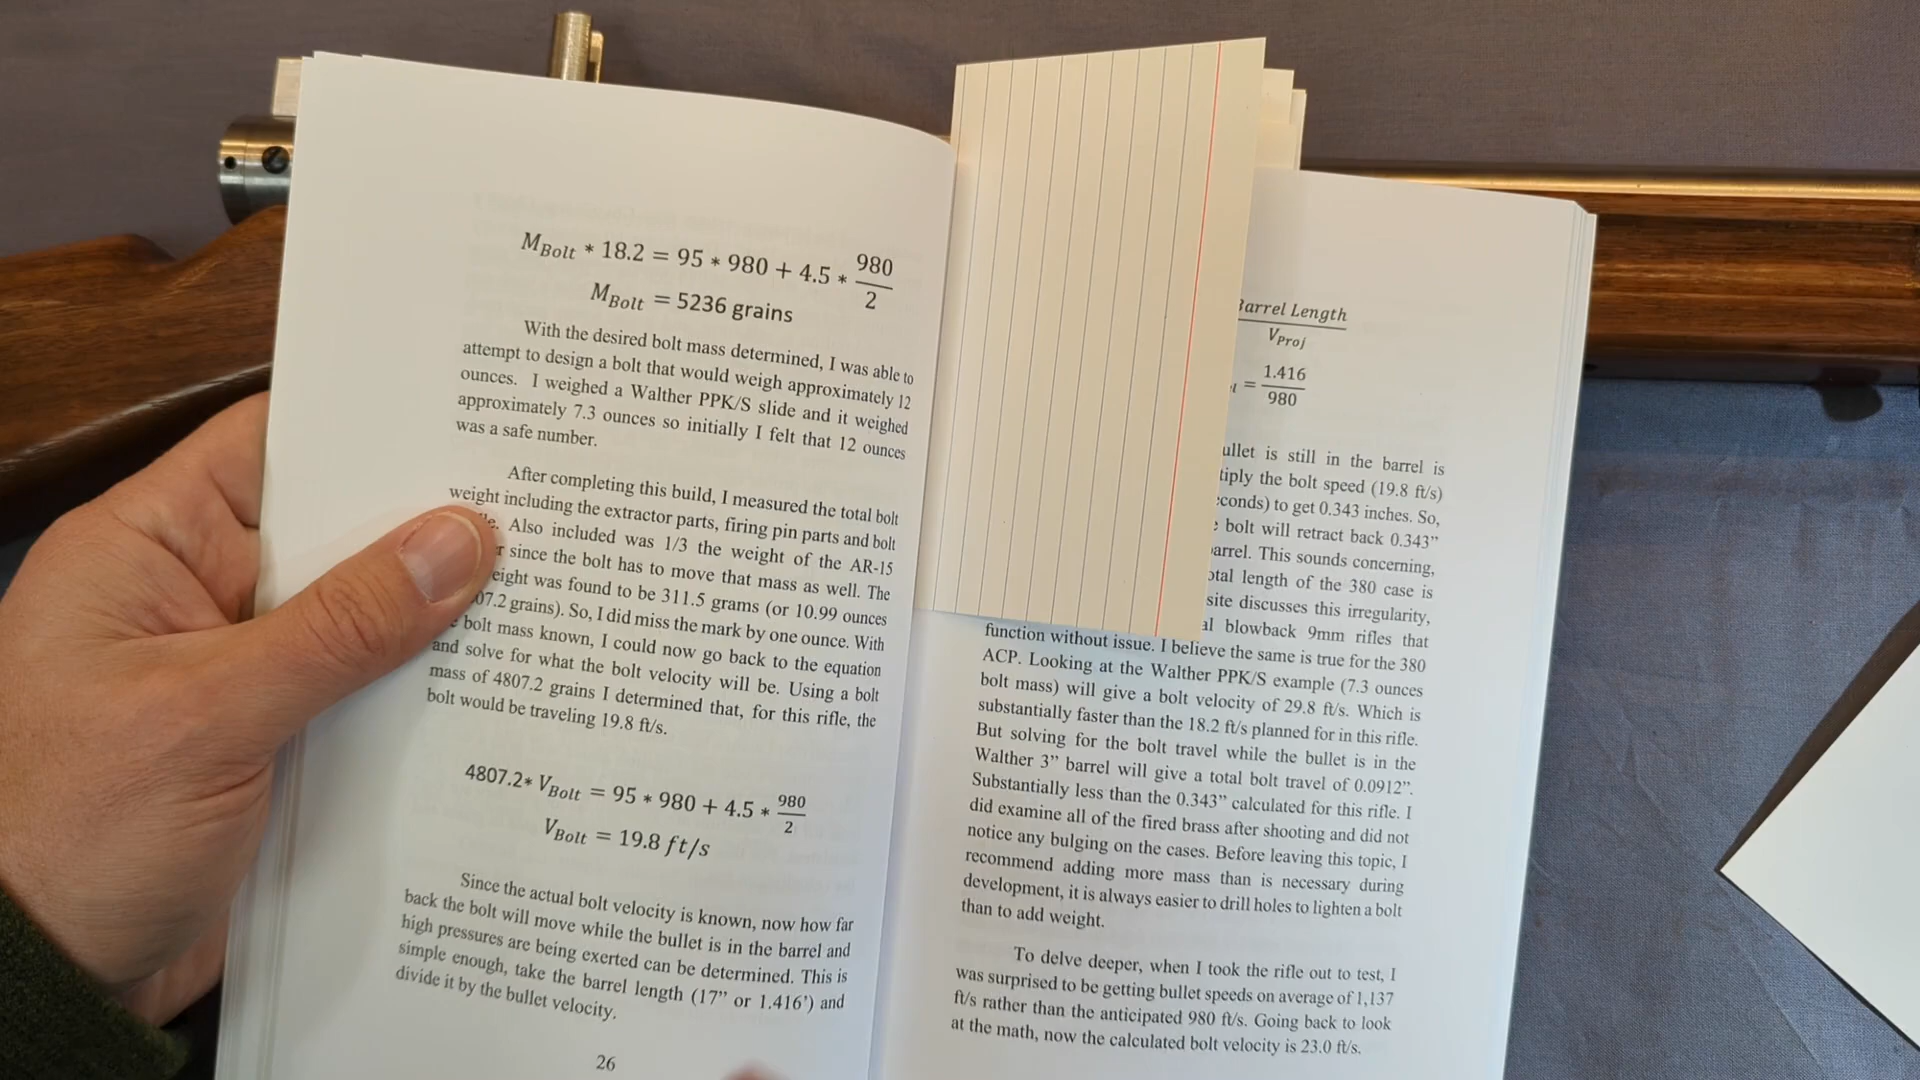 M_Bolt * 18.2 = 95 * 980 + 4.5 * 980/2
M_Bolt = 5236 grains
With the desired bolt mass determined, I was able to
attempt to design a bolt that would weigh approximately 12
ounces. I weighed a Walther PPK/S slide and it weighed
approximately 7.3 ounces so initially I felt that 12 ounces
was a safe number.
After completing this build, I measured the total bolt
weight including the extractor parts, firing pin parts and bolt
Also included was 1/3 the weight of the AR-15
since the bolt has to move that mass as well. The
eight was found to be 311.5 grams (or 10.99 ounces
07.2 grains). So, I did miss the mark by one ounce. With
bolt mass known, I could now go back to the equation
and solve for what the bolt velocity will be. Using a bolt
mass of 4807.2 grains I determined that, for this rifle, the
bolt would be traveling 19.8 ft/s.
4807.2* V_Bolt = 95 * 980 + 4.5 * 980/2
V_Bolt = 19.8 ft/s
Since the actual bolt velocity is known, now how far
back the bolt will move while the bullet is in the barrel and
high pressures are being exerted can be determined. This is
simple enough, take the barrel length (17” or 1.416’) and
divide it by the bullet velocity.
26
Barrel Length
V_Proj
= 1.416/980
ullet is still in the barrel is
tiply the bolt speed (19.8 ft/s)
conds) to get 0.343 inches. So,
bolt will retract back 0.343”
arrel. This sounds concerning,
otal length of the 380 case is
site discusses this irregularity,
al blowback 9mm rifles that
function without issue. I believe the same is true for the 380
ACP. Looking at the Walther PPK/S example (7.3 ounces
bolt mass) will give a bolt velocity of 29.8 ft/s. Which is
substantially faster than the 18.2 ft/s planned for in this rifle.
But solving for the bolt travel while the bullet is in the
Walther 3” barrel will give a total bolt travel of 0.0912”.
Substantially less than the 0.343” calculated for this rifle. I
did examine all of the fired brass after shooting and did not
notice any bulging on the cases. Before leaving this topic, I
recommend adding more mass than is necessary during
development, it is always easier to drill holes to lighten a bolt
than to add weight.
To delve deeper, when I took the rifle out to test, I
was surprised to be getting bullet speeds on average of 1,137
ft/s rather than the anticipated 980 ft/s. Going back to look
at the math, now the calculated bolt velocity is 23.0 ft/s.